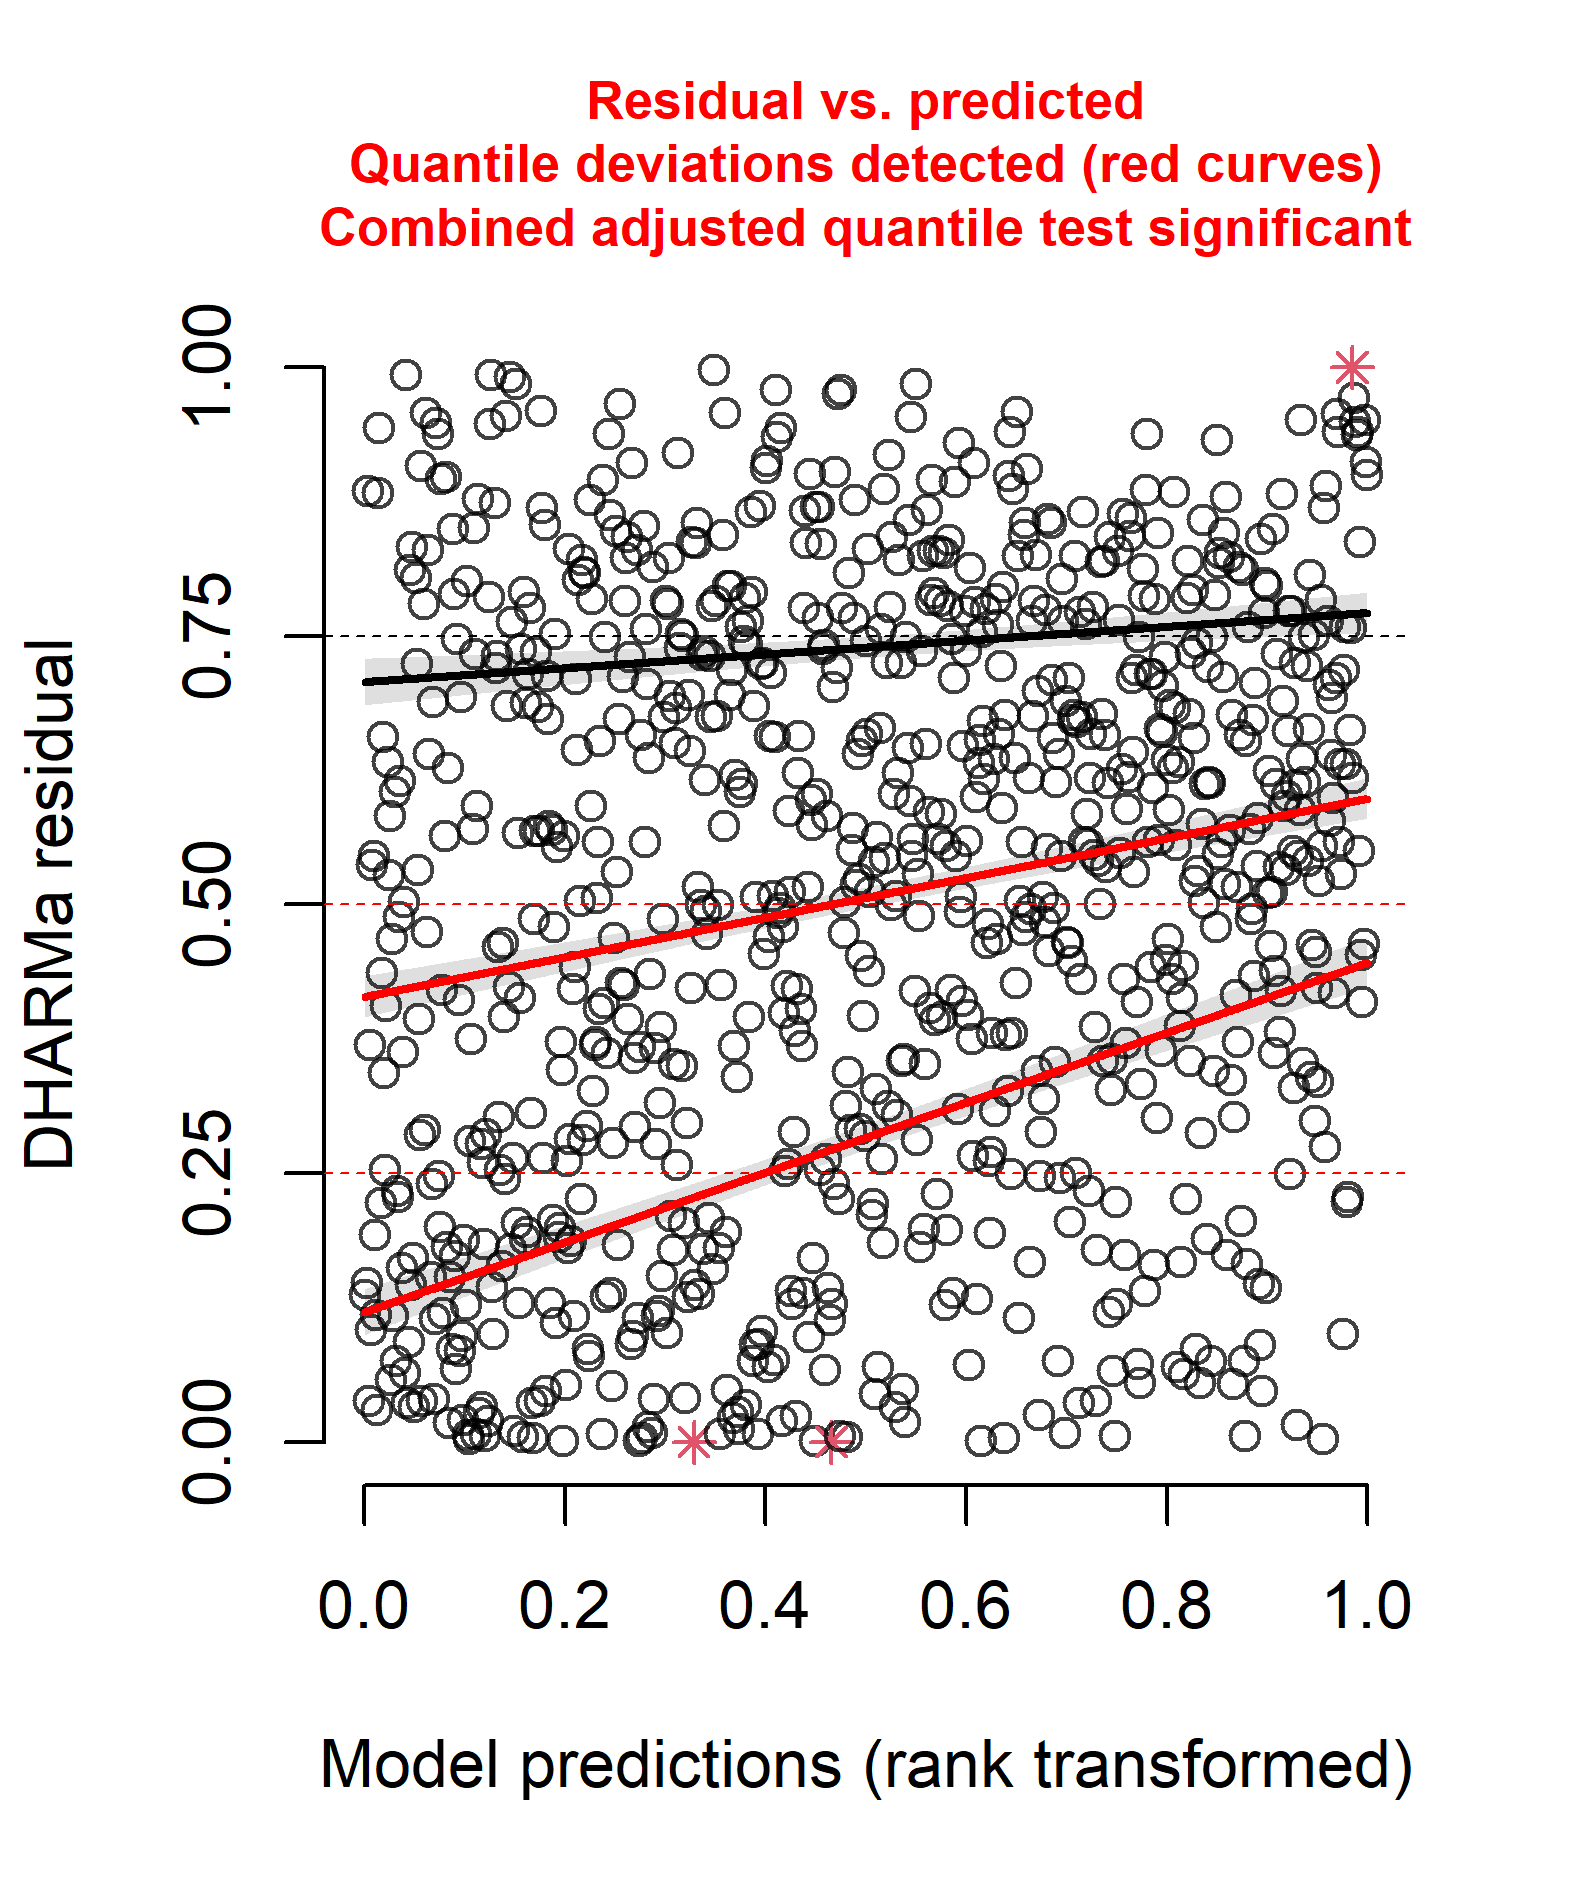 Residual vs. predicted
Quantile deviations detected (red curves)
Combined adjusted quantile test significant
1.00
0.75
0.50
0.25
0.00
DHARMa residual
0.0 0.2 0.4 0.6 0.8 1.0
Model predictions (rank transformed)